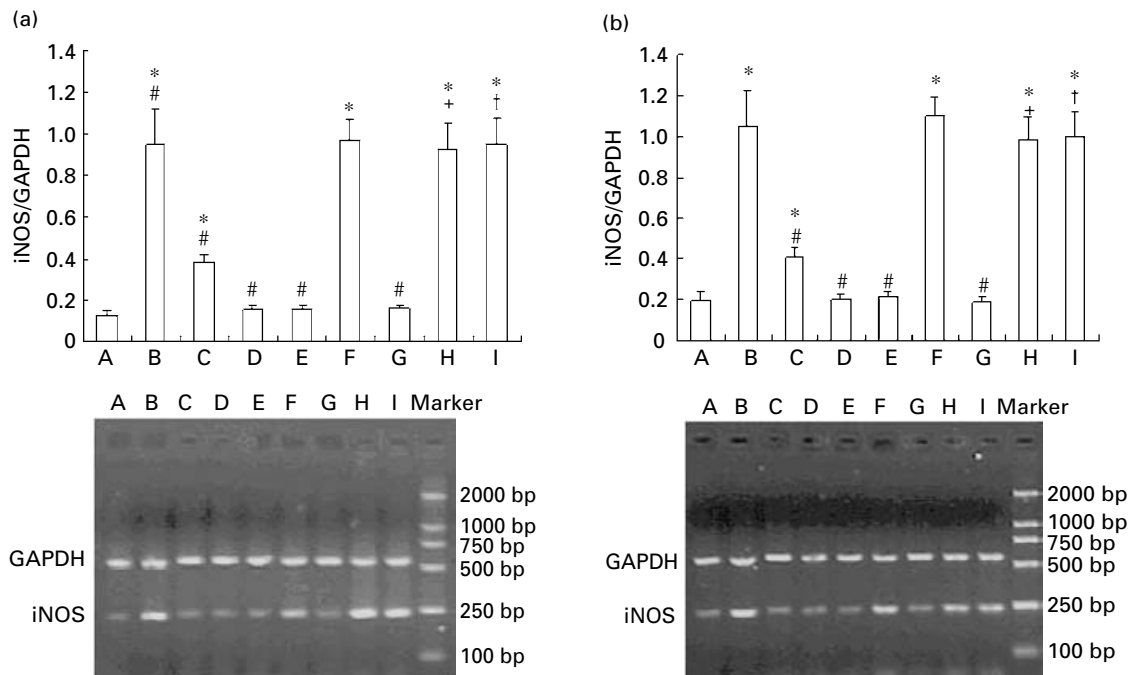 (a)
iNOS/GAPDH
1.4
1.2
1.0
0.8
0.6
0.4
0.2
0
* # * # # # * # * + * †
A B C D E F G H I
A B C D E F G H I Marker
2000 bp
1000 bp
750 bp
GAPDH
500 bp
iNOS
250 bp
100 bp
(b)
iNOS/GAPDH
1.4
1.2
1.0
0.8
0.6
0.4
0.2
0
* * # # # * # * + * †
A B C D E F G H I
A B C D E F G H I Marker
2000 bp
1000 bp
750 bp
GAPDH
500 bp
iNOS
250 bp
100 bp